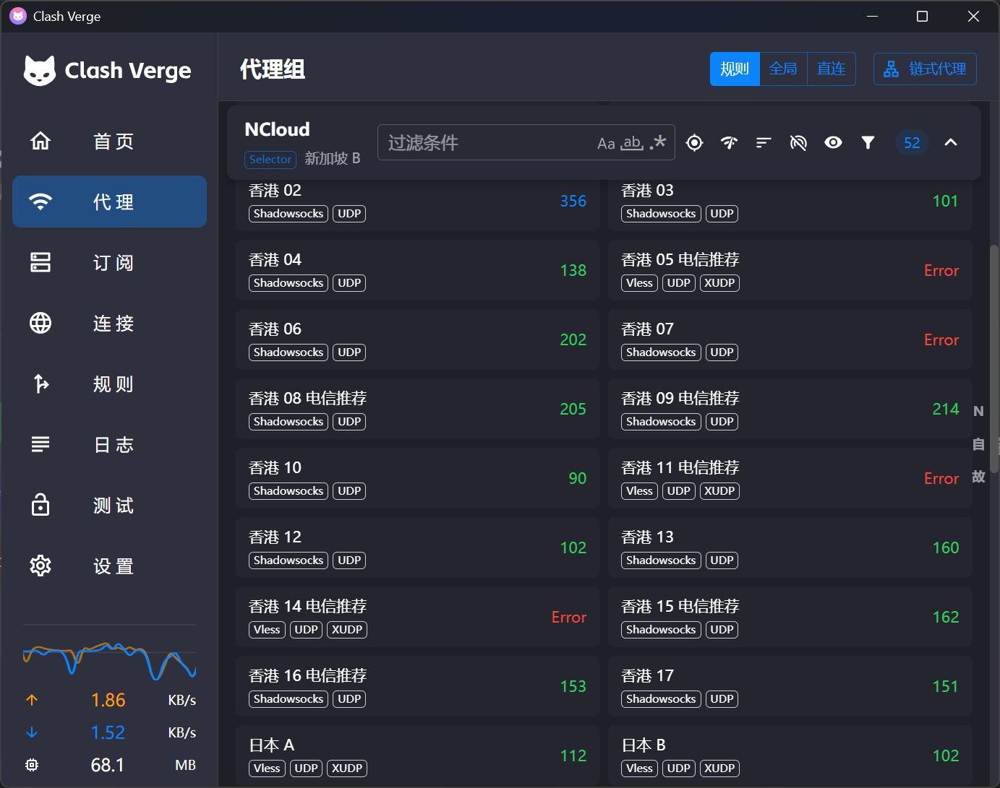 Clash Verge
Clash Verge
首 页
代 理
订 阅
连 接
规 则
日 志
测 试
设 置
1.86 KB/s
1.52 KB/s
68.1 MB
代理组
规则 全局 直连 链式代理
NCloud
Selector 新加坡 B
过滤条件 Aa ab .*
52
香港 02
Shadowsocks UDP
356
香港 03
Shadowsocks UDP
101
香港 04
Shadowsocks UDP
138
香港 05 电信推荐
Vless UDP XUDP
Error
香港 06
Shadowsocks UDP
202
香港 07
Shadowsocks UDP
Error
香港 08 电信推荐
Shadowsocks UDP
205
香港 09 电信推荐
Shadowsocks UDP
214
香港 10
Shadowsocks UDP
90
香港 11 电信推荐
Vless UDP XUDP
Error
香港 12
Shadowsocks UDP
102
香港 13
Shadowsocks UDP
160
香港 14 电信推荐
Vless UDP XUDP
Error
香港 15 电信推荐
Shadowsocks UDP
162
香港 16 电信推荐
Shadowsocks UDP
153
香港 17
Shadowsocks UDP
151
日本 A
Vless UDP XUDP
112
日本 B
Vless UDP XUDP
102
N
自
故